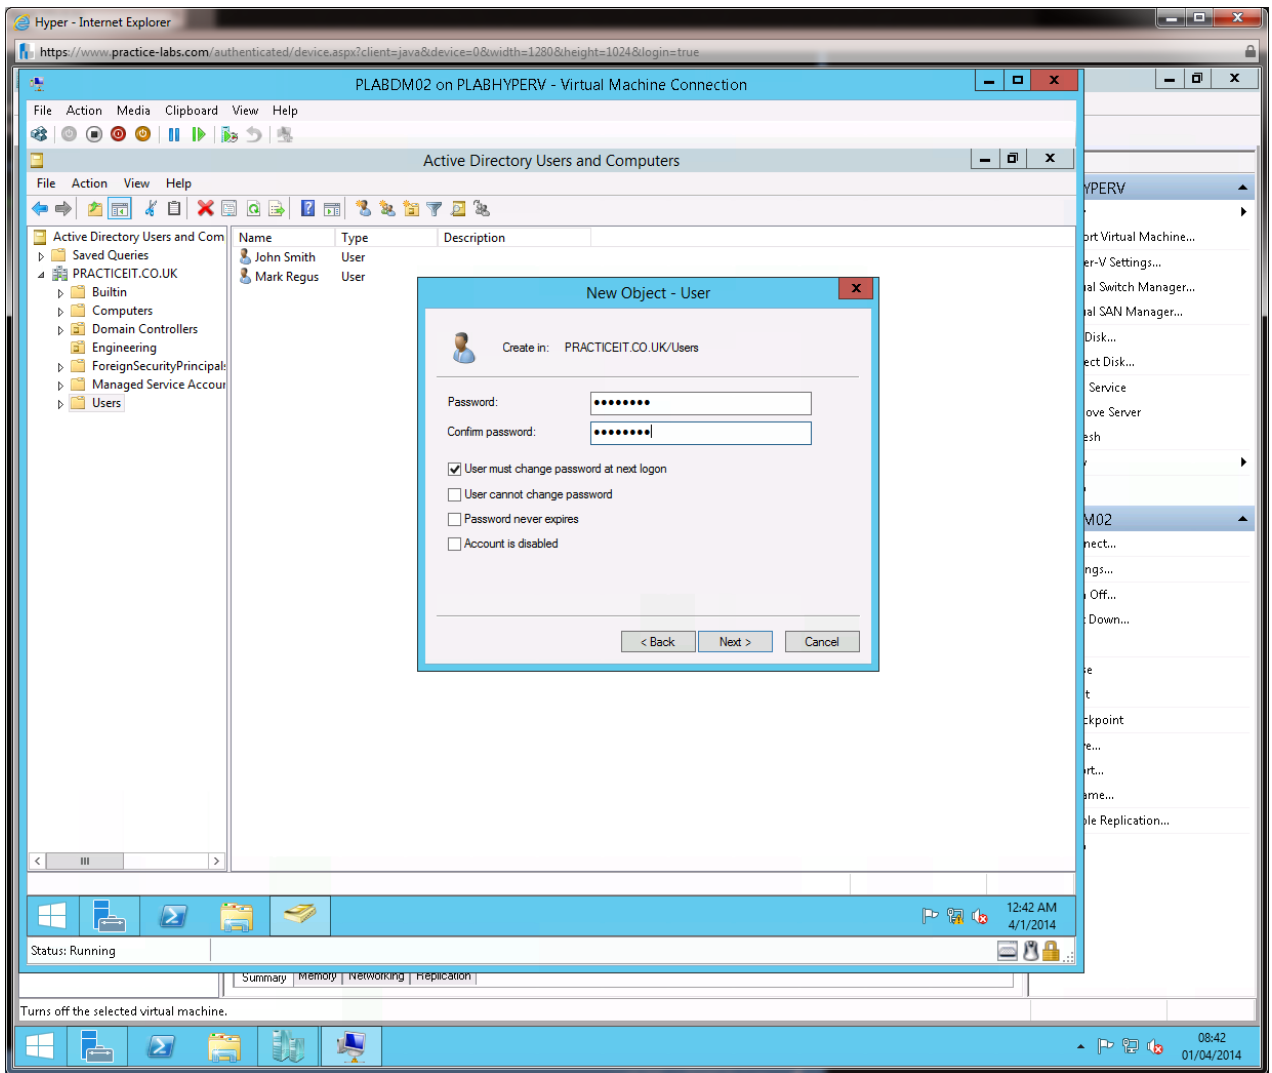 Hyper - Internet Explorer
https://www.practice-labs.com/authenticated/device.aspx?client=java&device=0&width=1280&height=1024&login=true
PLABDM02 on PLABHYPERV - Virtual Machine Connection
File Action Media Clipboard View Help
Active Directory Users and Computers
File Action View Help
Active Directory Users and Com
Saved Queries
PRACTICEIT.CO.UK
Builtin
Computers
Domain Controllers
Engineering
ForeignSecurityPrincipal
Managed Service Accour
Users
Name Type Description
John Smith User
Mark Regus User
New Object - User
Create in: PRACTICEIT.CO.UK/Users
Password:
Confirm password:
User must change password at next logon
User cannot change password
Password never expires
Account is disabled
< Back Next > Cancel
YPERV
ort Virtual Machine...
er-V Settings...
al Switch Manager...
al SAN Manager...
Disk...
ect Disk...
Service
ove Server
esh
M02
nect...
ngs...
Off...
Down...
se
t
ckpoint
e...
rt...
ame...
ble Replication...
12:42 AM
4/1/2014
Status: Running
Summary Memory Networking Replication
Turns off the selected virtual machine.
08:42
01/04/2014